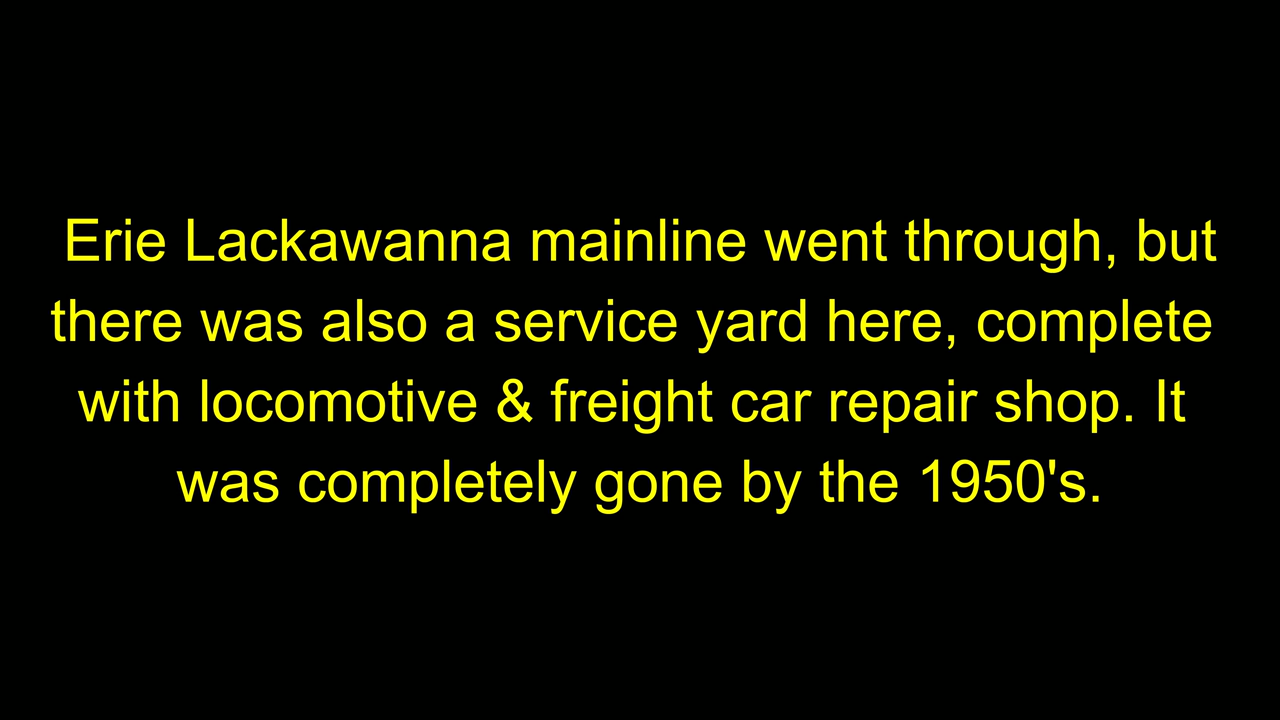 Erie Lackawanna mainline went through, but
there was also a service yard here, complete
with locomotive & freight car repair shop. It
was completely gone by the 1950's.